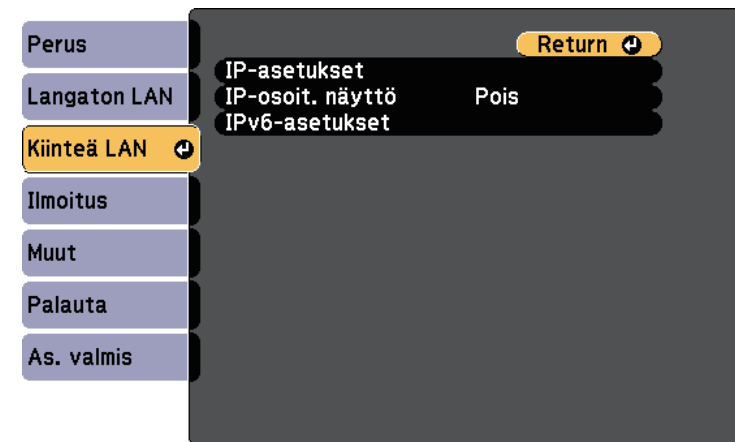 Perus
Langaton LAN
Kiinteä LAN
Ilmoitus
Muut
Palauta
As. valmis
Return
IP-asetukset
IP-osoit. näyttö Pois
IPv6-asetukset